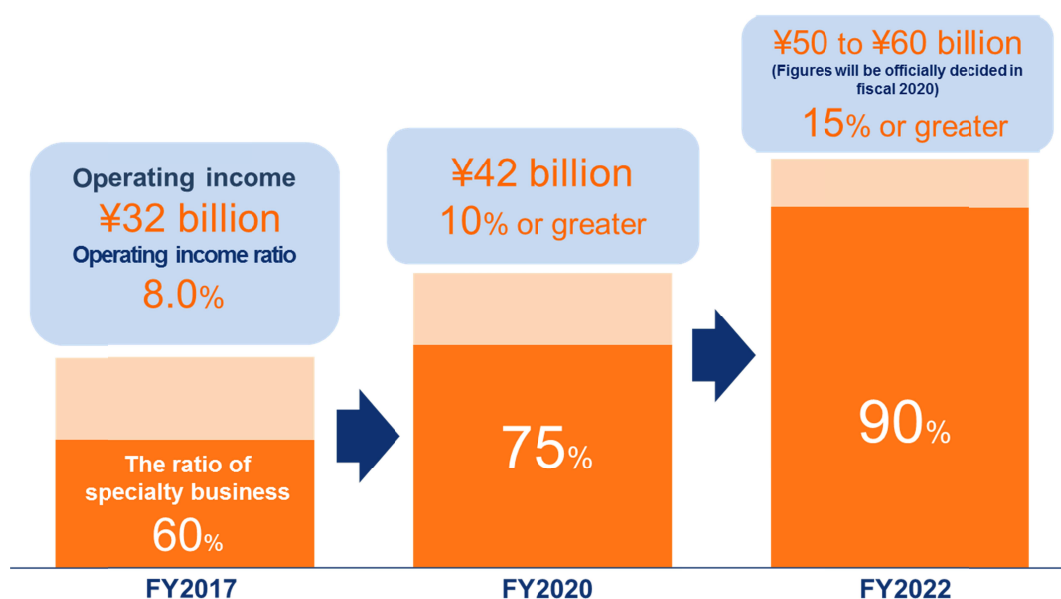 Operating income
¥32 billion
Operating income ratio
8.0%
The ratio of
specialty business
60%
FY2017
¥42 billion
10% or greater
75%
FY2020
¥50 to ¥60 billion
(Figures will be officially decided in
fiscal 2020)
15% or greater
90%
FY2022